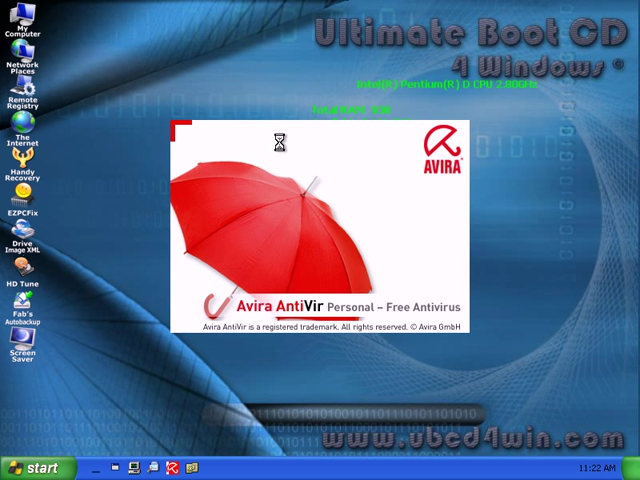 My
Computer
Network
Places
Remote
Registry
The
Internet
Handy
Recovery
EZPCFix
Drive
Image XML
HD Tune
Fab's
Autobackup
Screen
Saver
Ultimate Boot CD
4 Windows ®
Intel(R) Pentium(R) D CPU 2.80GHz
AVIRA
Avira AntiVir Personal – Free Antivirus
Avira AntiVir is a registered trademark. All rights reserved. © Avira GmbH
www.ubcd4win.com
start
11:22 AM